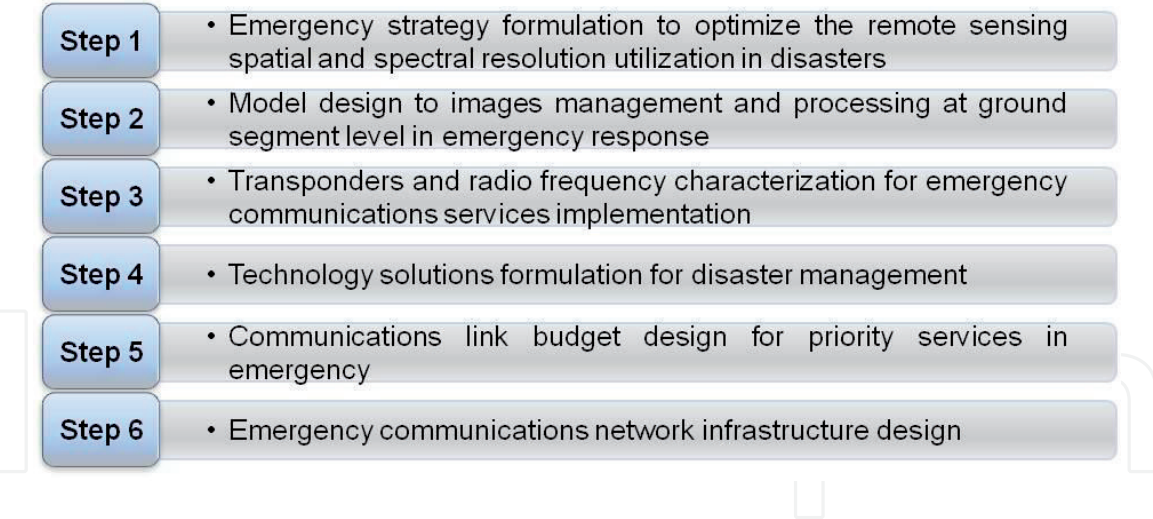 Step 1
• Emergency strategy formulation to optimize the remote sensing
spatial and spectral resolution utilization in disasters
Step 2
• Model design to images management and processing at ground
segment level in emergency response
Step 3
• Transponders and radio frequency characterization for emergency
communications services implementation
Step 4
• Technology solutions formulation for disaster management
Step 5
• Communications link budget design for priority services in
emergency
Step 6
• Emergency communications network infrastructure design